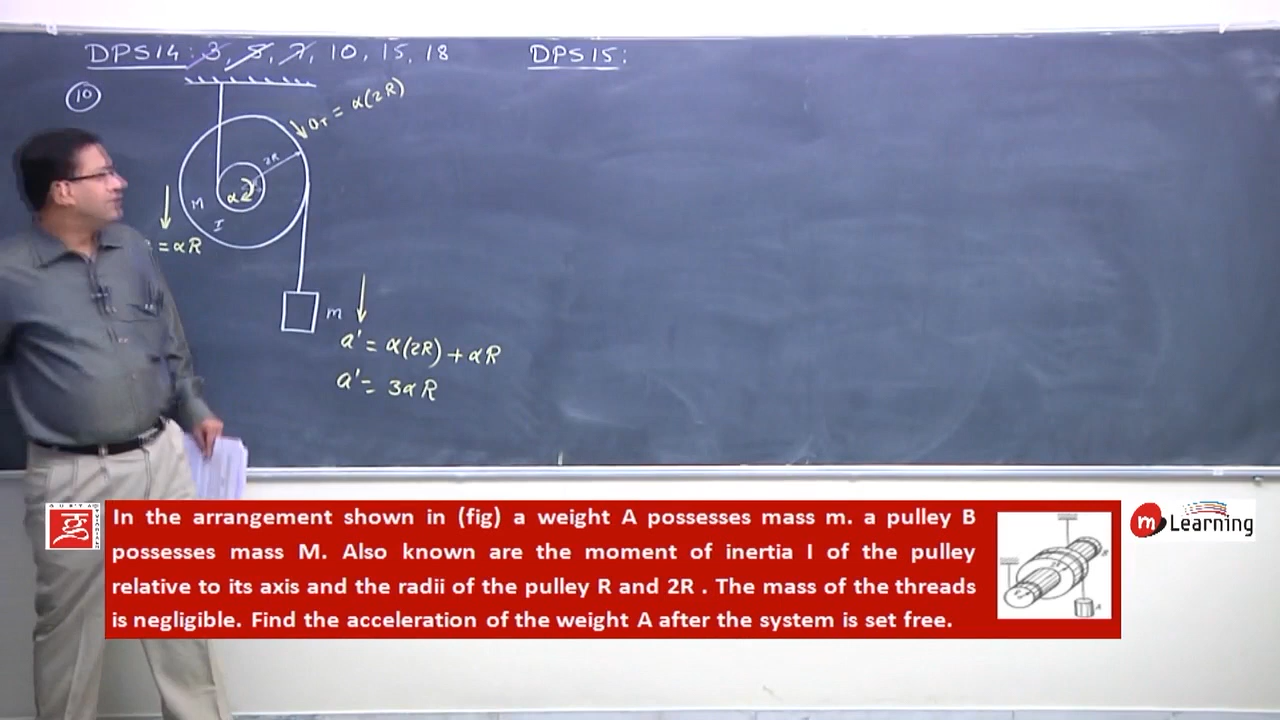 DPS14: 3, 8, 7, 10, 15, 18
DPS15:
10
aT = α(2R)
2R
M
α
I
= αR
m
a' = α(2R) + αR
a' = 3αR
In the arrangement shown in (fig) a weight A possesses mass m. a pulley B
possesses mass M. Also known are the moment of inertia I of the pulley
relative to its axis and the radii of the pulley R and 2R . The mass of the threads
is negligible. Find the acceleration of the weight A after the system is set free.
m Learning